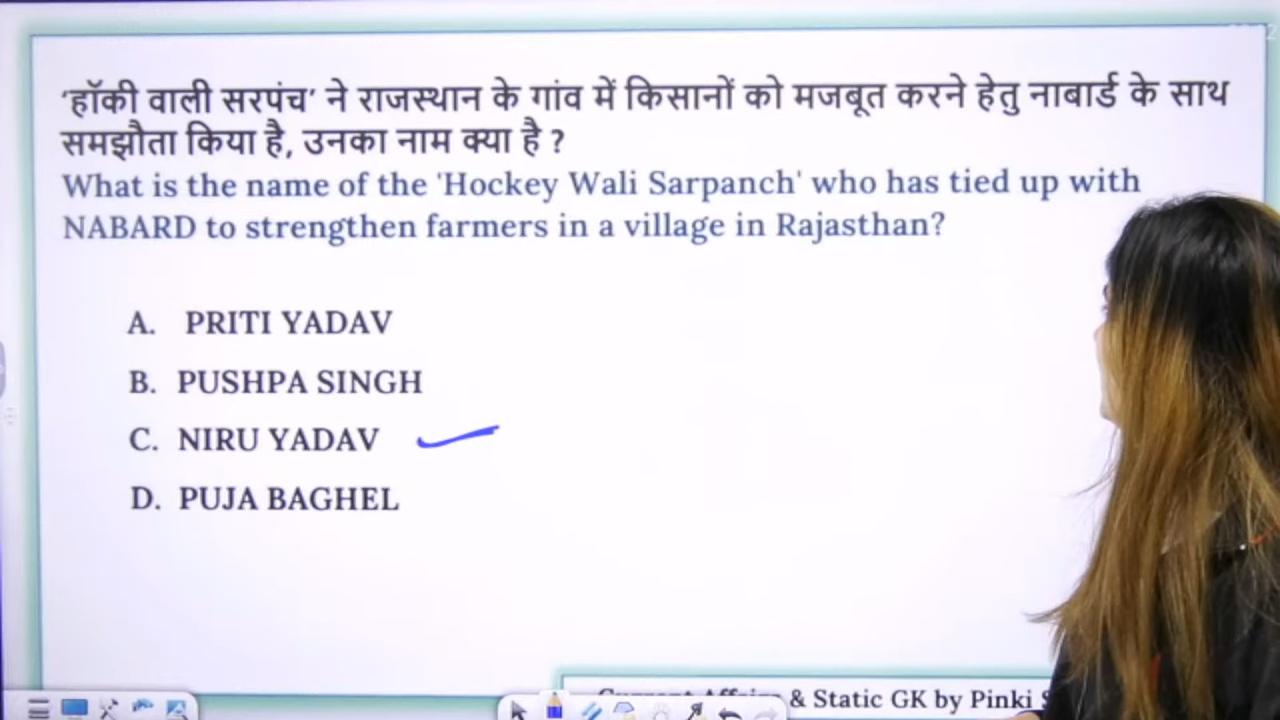 'हॉकी वाली सरपंच' ने राजस्थान के गांव में किसानों को मजबूत करने हेतु नाबार्ड के साथ
समझौता किया है, उनका नाम क्या है ?
What is the name of the 'Hockey Wali Sarpanch' who has tied up with
NABARD to strengthen farmers in a village in Rajasthan?
A. PRITI YADAV
B. PUSHPA SINGH
C. NIRU YADAV
D. PUJA BAGHEL
Current Affairs & Static GK by Pinki